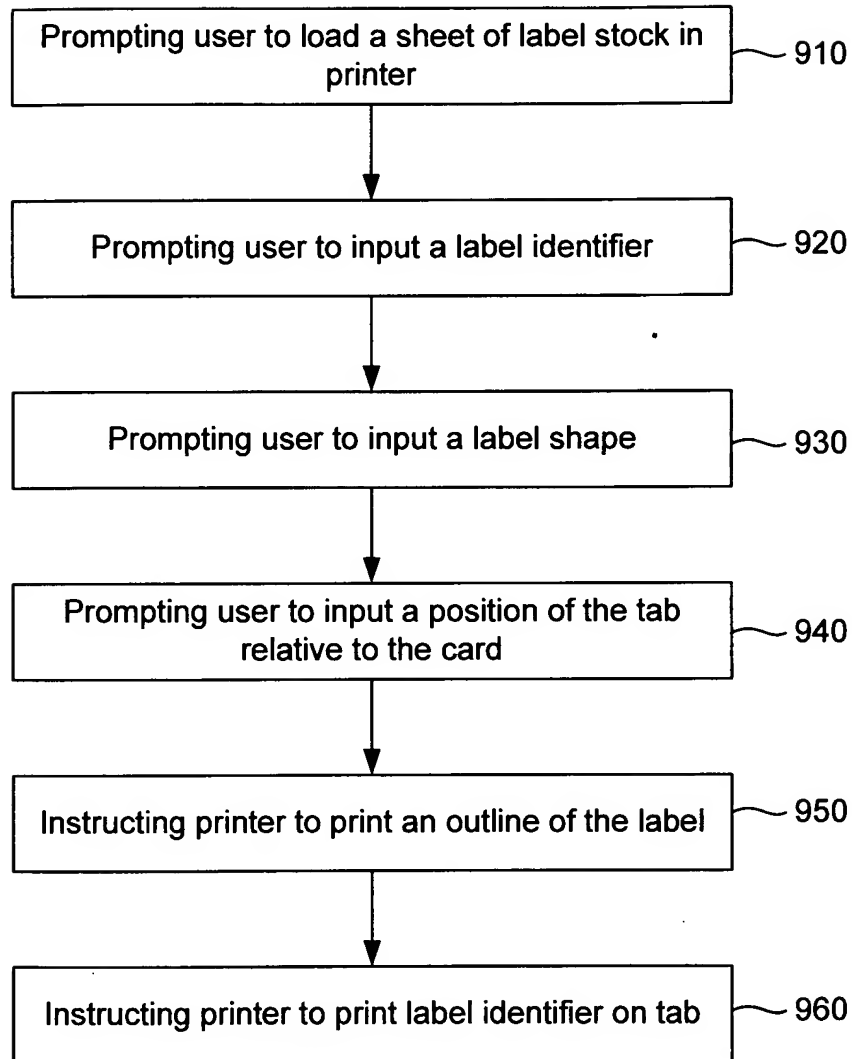 Prompting user to load a sheet of label stock in
printer
910
Prompting user to input a label identifier
920
Prompting user to input a label shape
930
Prompting user to input a position of the tab
relative to the card
940
Instructing printer to print an outline of the label
950
Instructing printer to print label identifier on tab
960